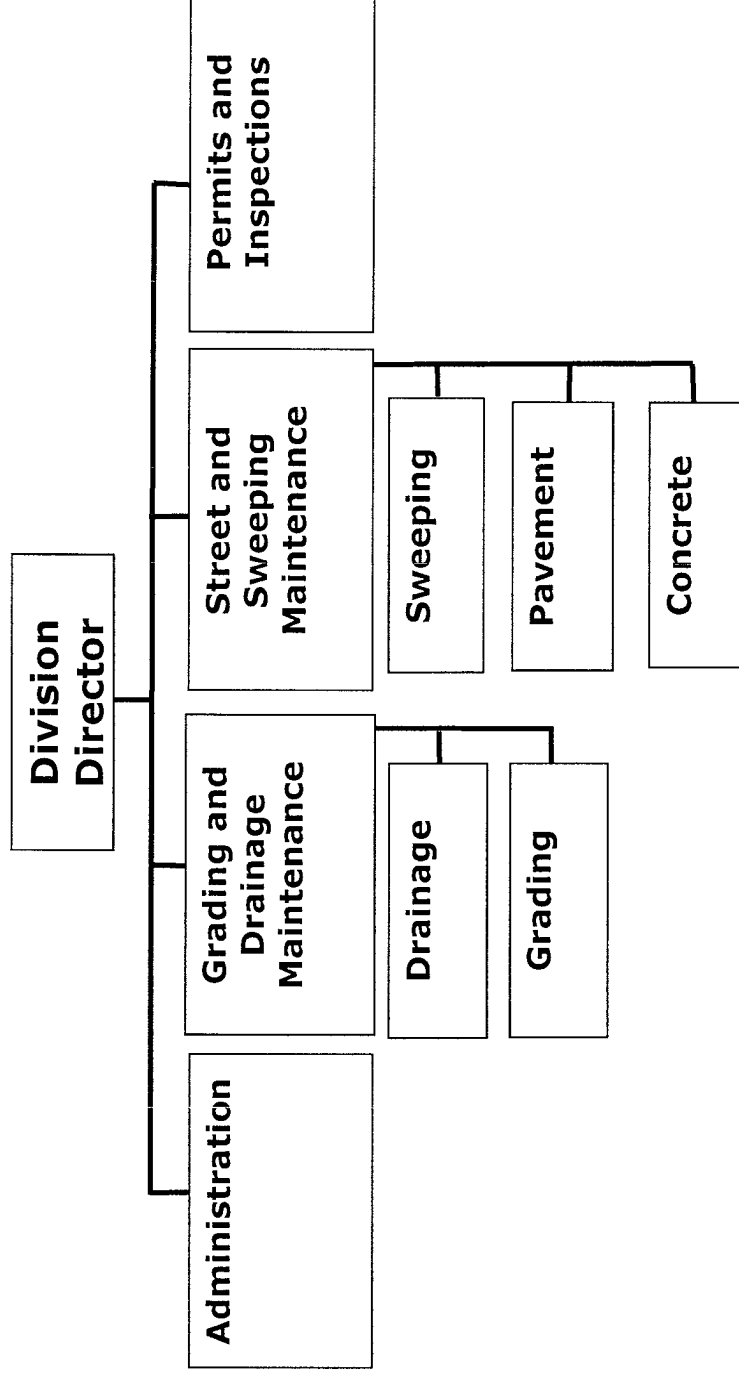 Division
Director
Administration
Grading and
Drainage
Maintenance
Drainage
Grading
Street and
Sweeping
Maintenance
Sweeping
Pavement
Concrete
Permits and
Inspections